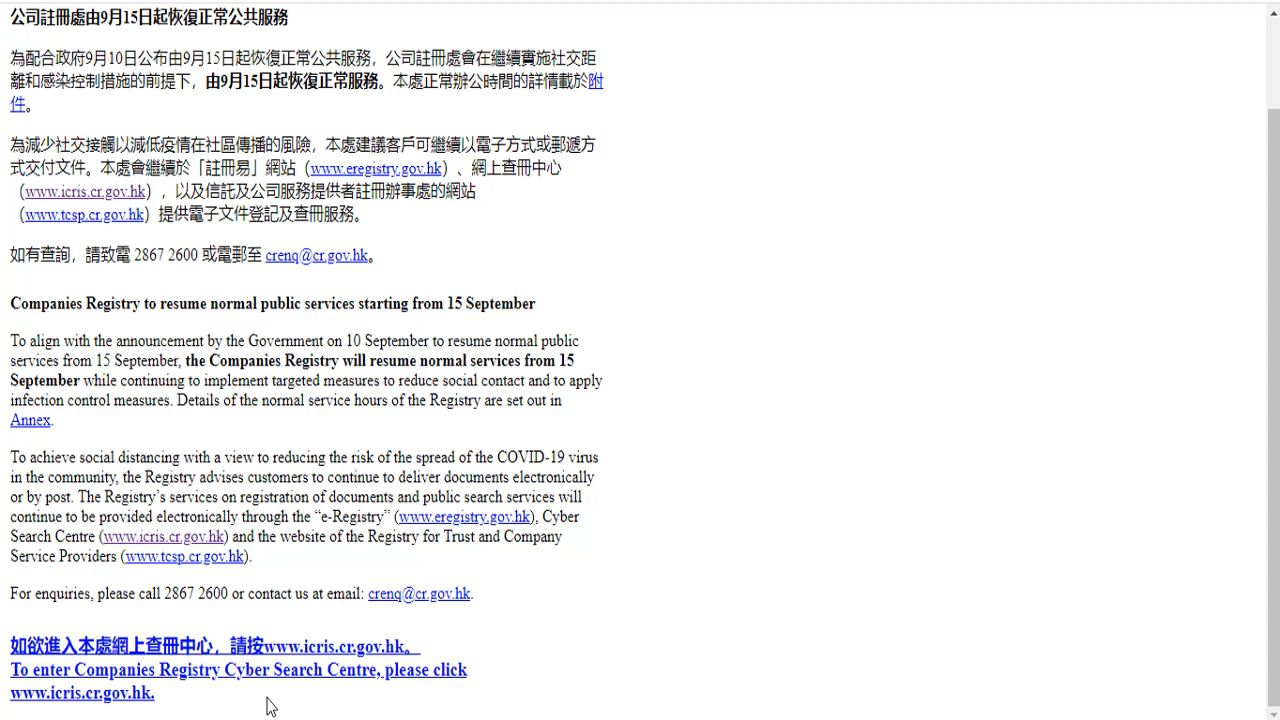 公司註冊處由9月15日起恢復正常公共服務
為配合政府9月10日公布由9月15日起恢復正常公共服務，公司註冊處會在繼續實施社交距
離和感染控制措施的前提下，由9月15日起恢復正常服務。本處正常辦公時間的詳情載於附
件。
為減少社交接觸以減低疫情在社區傳播的風險，本處建議客戶可繼續以電子方式或郵遞方
式交付文件。本處會繼續於「註冊易」網站（www.eregistry.gov.hk）、網上查冊中心
（www.icris.cr.gov.hk），以及信託及公司服務提供者註冊辦事處的網站
（www.tcsp.cr.gov.hk）提供電子文件登記及查冊服務。
如有查詢，請致電 2867 2600 或電郵至 crenq@cr.gov.hk。
Companies Registry to resume normal public services starting from 15 September
To align with the announcement by the Government on 10 September to resume normal public
services from 15 September, the Companies Registry will resume normal services from 15
September while continuing to implement targeted measures to reduce social contact and to apply
infection control measures. Details of the normal service hours of the Registry are set out in
Annex.
To achieve social distancing with a view to reducing the risk of the spread of the COVID-19 virus
in the community, the Registry advises customers to continue to deliver documents electronically
or by post. The Registry’s services on registration of documents and public search services will
continue to be provided electronically through the “e-Registry” (www.eregistry.gov.hk), Cyber
Search Centre (www.icris.cr.gov.hk) and the website of the Registry for Trust and Company
Service Providers (www.tcsp.cr.gov.hk).
For enquiries, please call 2867 2600 or contact us at email: crenq@cr.gov.hk.
如欲進入本處網上查冊中心，請按www.icris.cr.gov.hk。
To enter Companies Registry Cyber Search Centre, please click
www.icris.cr.gov.hk.